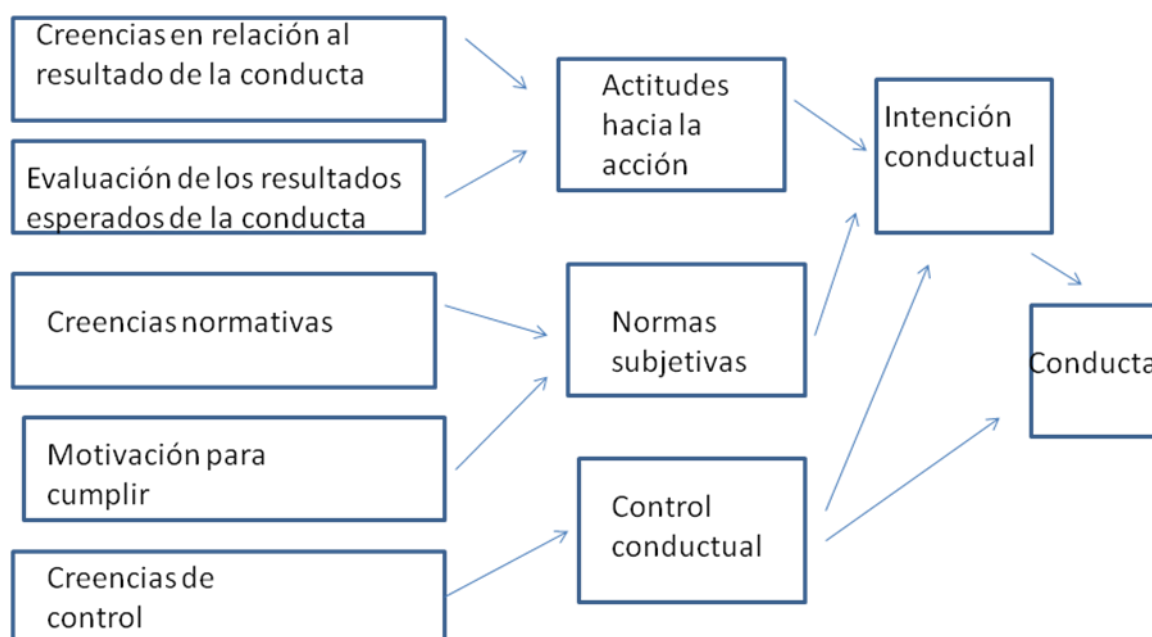 Creencias en relación al
resultado de la conducta
Evaluación de los resultados
esperados de la conducta
Creencias normativas
Motivación para
cumplir
Creencias de
control
Actitudes
hacia la
acción
Normas
subjetivas
Control
conductual
Intención
conductual
Conducta